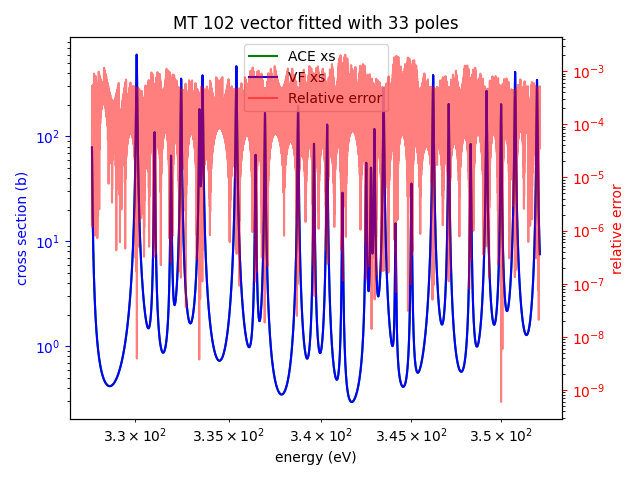 MT 102 vector fitted with 33 poles
ACE xs
VF xs
Relative error
cross section (b)
10² 10¹ 10⁰
relative error
10⁻³ 10⁻⁴ 10⁻⁵ 10⁻⁶ 10⁻⁷ 10⁻⁸ 10⁻⁹
3.3 × 10² 3.35 × 10² 3.4 × 10² 3.45 × 10² 3.5 × 10²
energy (eV)